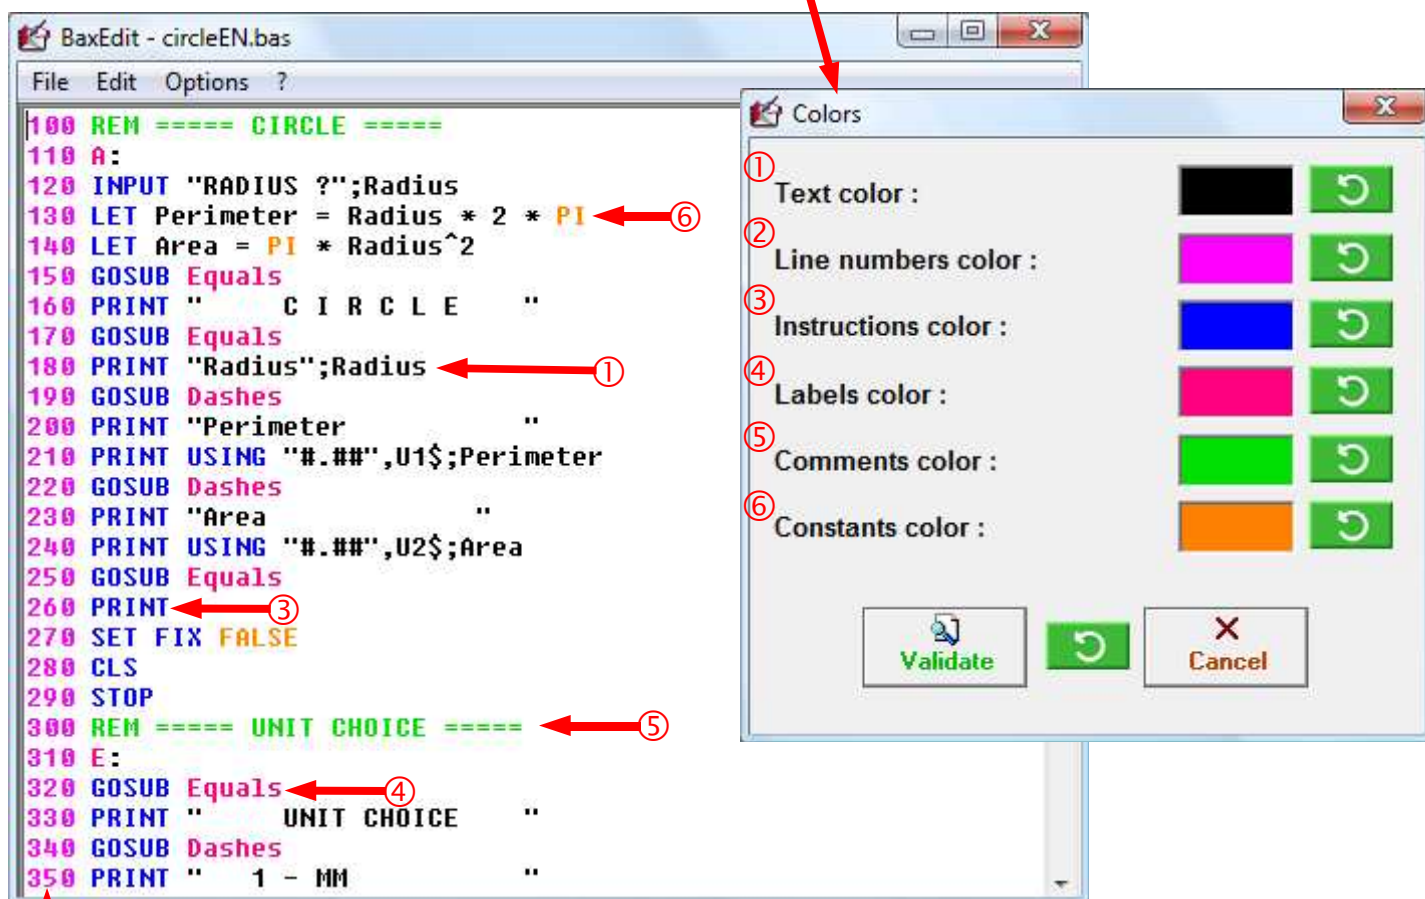 BaxEdit - circleEN.bas
File Edit Options ?
100 REM ===== CIRCLE =====
110 A:
120 INPUT "RADIUS ?";Radius
130 LET Perimeter = Radius * 2 * PI ⑥
140 LET Area = PI * Radius^2
150 GOSUB Equals
160 PRINT "     C I R C L E    "
170 GOSUB Equals
180 PRINT "Radius";Radius ①
190 GOSUB Dashes
200 PRINT "Perimeter           "
210 PRINT USING "#.##",U1$;Perimeter
220 GOSUB Dashes
230 PRINT "Area             "
240 PRINT USING "#.##",U2$;Area
250 GOSUB Equals
260 PRINT ③
270 SET FIX FALSE
280 CLS
290 STOP
300 REM ===== UNIT CHOICE ===== ⑤
310 E:
320 GOSUB Equals ④
330 PRINT "     UNIT CHOICE    "
340 GOSUB Dashes
350 PRINT "   1 - MM           "
Colors
①
Text color :
②
Line numbers color :
③
Instructions color :
④
Labels color :
⑤
Comments color :
⑥
Constants color :
Validate
Cancel